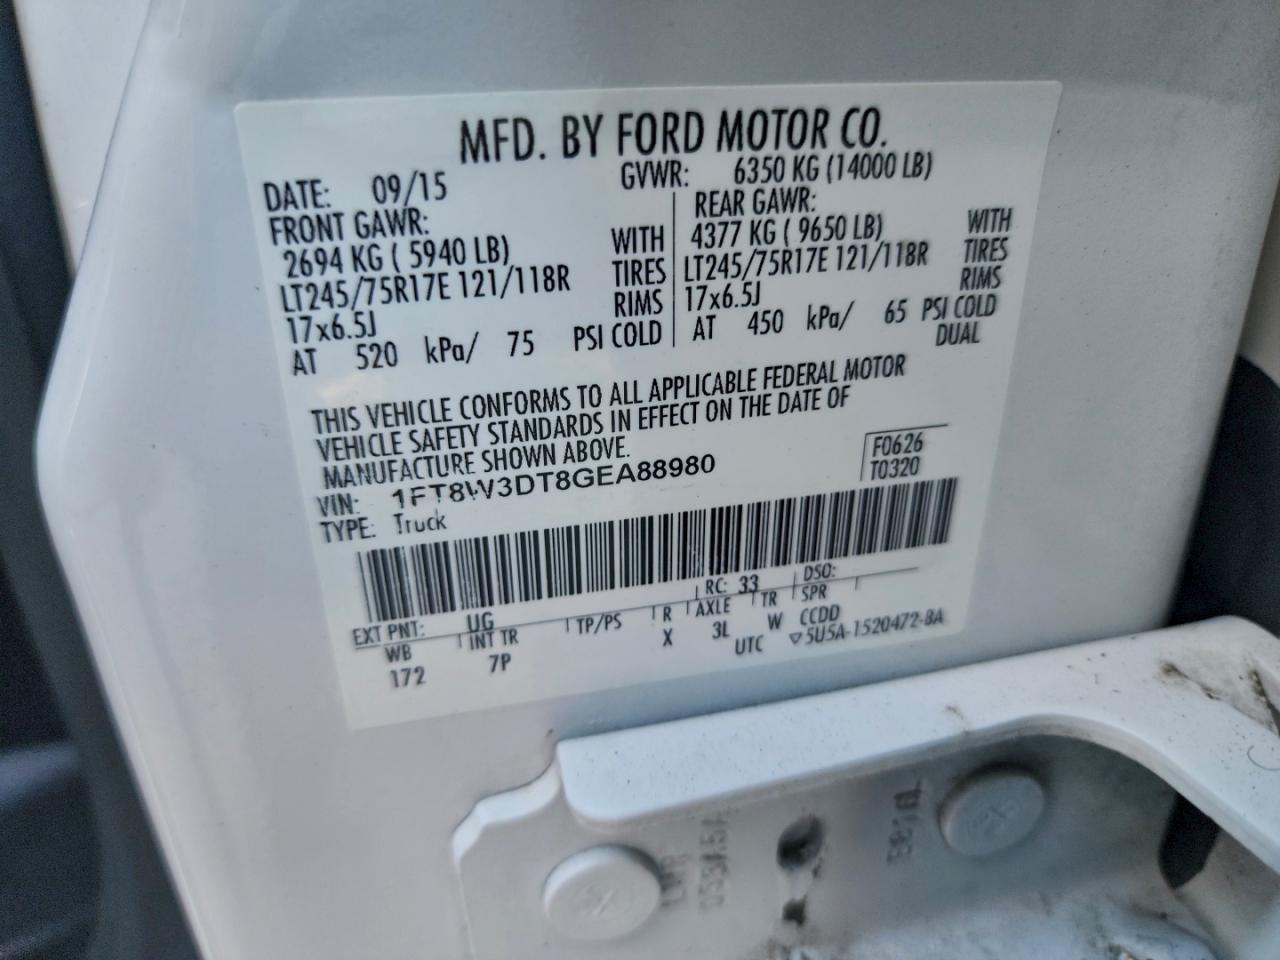 MFD. BY FORD MOTOR CO.
DATE: 09/15 GVWR: 6350 KG (14000 LB)
FRONT GAWR: REAR GAWR:
2694 KG ( 5940 LB) WITH 4377 KG ( 9650 LB) WITH
LT245/75R17E 121/118R TIRES LT245/75R17E 121/118R TIRES
17x6.5J RIMS 17x6.5J RIMS
AT 520 kPa/ 75 PSI COLD AT 450 kPa/ 65 PSI COLD
DUAL
THIS VEHICLE CONFORMS TO ALL APPLICABLE FEDERAL MOTOR
VEHICLE SAFETY STANDARDS IN EFFECT ON THE DATE OF
MANUFACTURE SHOWN ABOVE.
F0626
VIN: 1FT8W3DT8GEA88980
T0320
TYPE: Truck
EXT PNT: UG RC: 33 DSO:
WB INT TR TP/PS R AXLE TR SPR
172 7P X 3L W CCDD
UTC ▽5U5A-1520472-BA